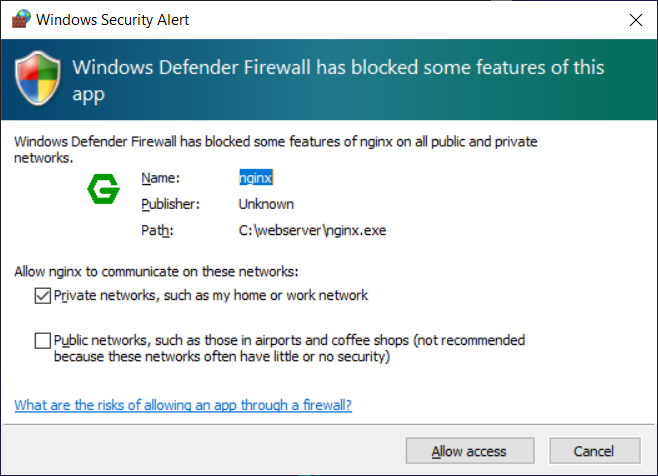 Windows Security Alert
Windows Defender Firewall has blocked some features of this
app
Windows Defender Firewall has blocked some features of nginx on all public and private
networks.
Name: nginx
Publisher: Unknown
Path: C:\webserver\nginx.exe
Allow nginx to communicate on these networks:
Private networks, such as my home or work network
Public networks, such as those in airports and coffee shops (not recommended
because these networks often have little or no security)
What are the risks of allowing an app through a firewall?
Allow access Cancel